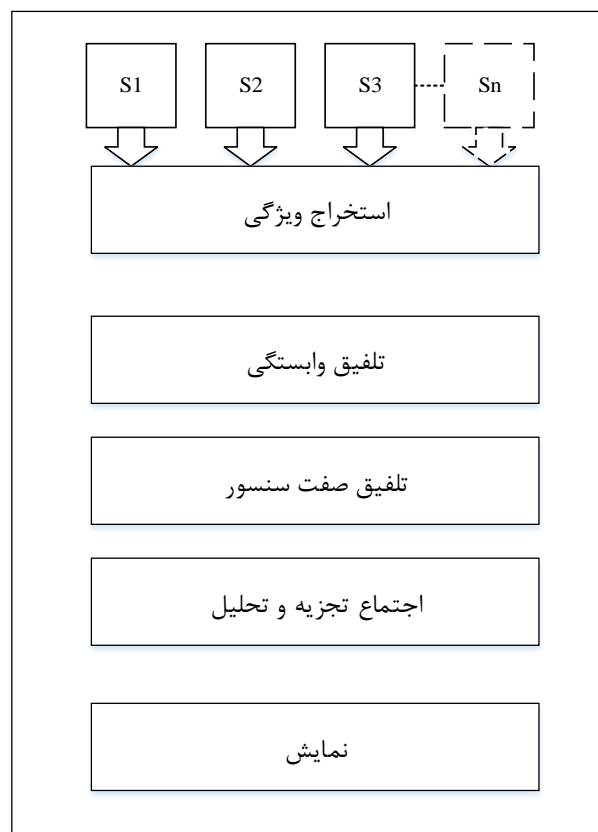 S1 S2 S3 Sn
استخراج ویژگی
تلفیق وابستگی
تلفیق صفت سنسور
اجتماع تجزیه و تحلیل
نمایش